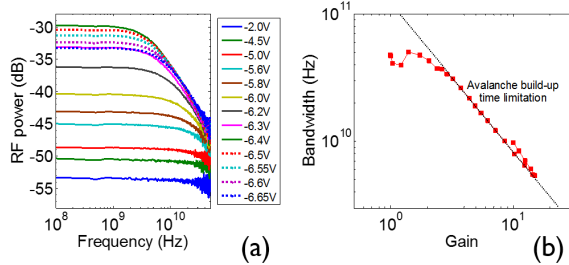 -30
-35
-40
-45
-50
-55
RF power (dB)
10^8
10^9
10^10
Frequency (Hz)
-2.0V
-4.5V
-5.0V
-5.6V
-5.8V
-6.0V
-6.2V
-6.3V
-6.4V
-6.5V
-6.55V
-6.6V
-6.65V
(a)
10^11
10^10
Bandwidth (Hz)
Avalanche build-up
time limitation
10^0
10^1
Gain
(b)